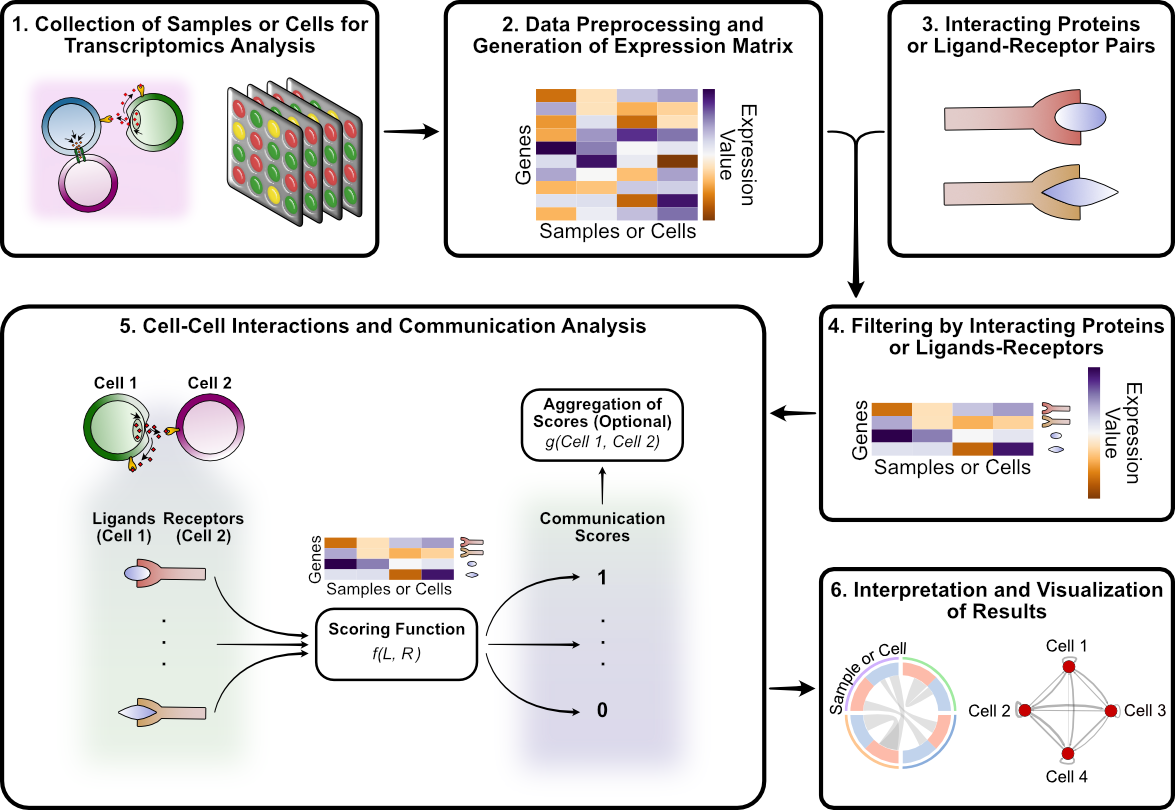 1. Collection of Samples or Cells for
Transcriptomics Analysis
2. Data Preprocessing and
Generation of Expression Matrix
Genes
Samples or Cells
Expression
Value
3. Interacting Proteins
or Ligand-Receptor Pairs
4. Filtering by Interacting Proteins
or Ligands-Receptors
Genes
Samples or Cells
Expression
Value
5. Cell-Cell Interactions and Communication Analysis
Cell 1
Cell 2
Ligands
(Cell 1)
Receptors
(Cell 2)
.
.
.
Genes
Samples or Cells
Scoring Function
f(L, R)
Aggregation of
Scores (Optional)
g(Cell 1, Cell 2)
Communication
Scores
1
.
.
.
0
6. Interpretation and Visualization
of Results
Sample or Cell
Cell 1
Cell 2
Cell 3
Cell 4